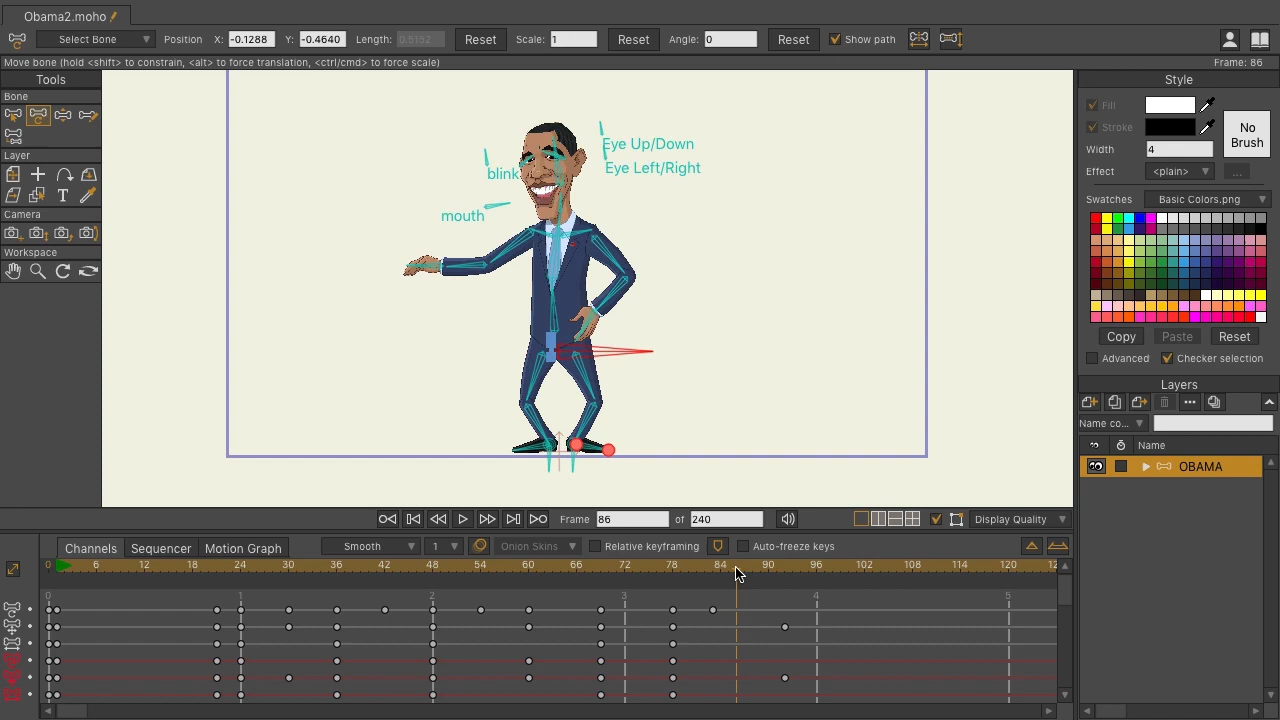 Obama2.moho
Select Bone
Position
X: -0.1288
Y: -0.4640
Length:
Reset
Scale: 1
Reset
Angle: 0
Reset
Show path
Move bone (hold <shift> to constrain, <alt> to force translation, <ctrl/cmd> to force scale)
Frame: 86
Tools
Bone
Layer
T
Camera
Workspace
Eye Up/Down
Eye Left/Right
blink
mouth
Style
Fill
Stroke
No
Brush
Width
4
Effect
<plain>
...
Swatches
Basic Colors.png
Copy
Paste
Reset
Advanced
Checker selection
Layers
Name co...
Name
OBAMA
Frame
86
of
240
Display Quality
Channels
Sequencer
Motion Graph
Smooth
1
Onion Skins
Relative keyframing
Auto-freeze keys
0 6 12 18 24 30 36 42 48 54 60 66 72 78 84 90 96 102 108 114 120 12
0 1 2 3 4 5